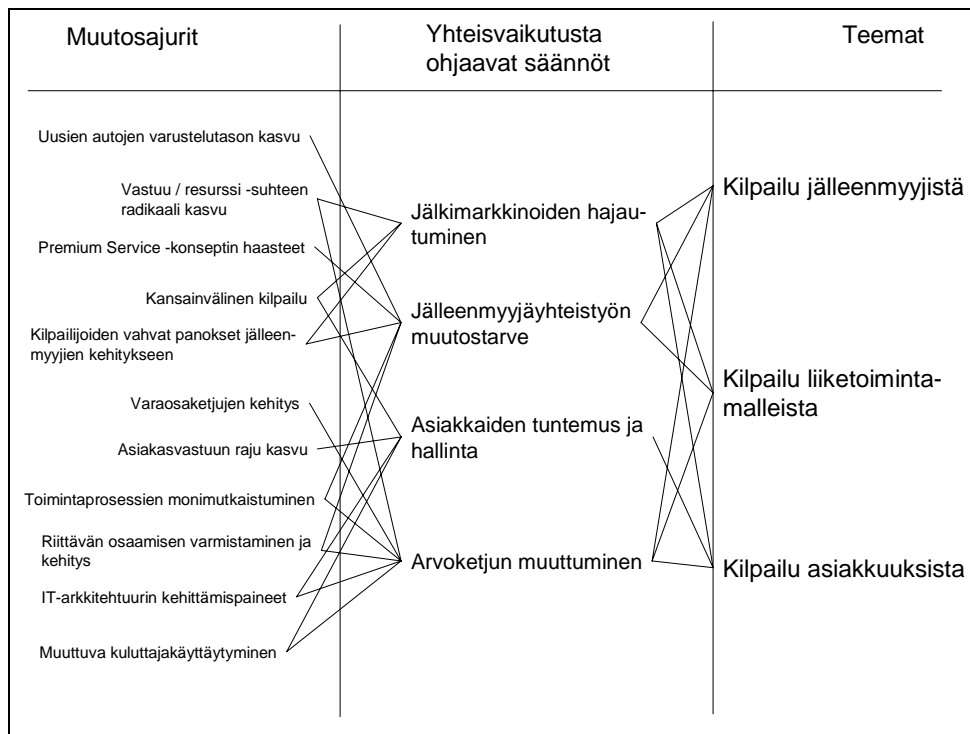 Muutosajurit
Yhteisvaikutusta
ohjaavat säännöt
Teemat
Uusien autojen varustelutason kasvu
Vastuu / resurssi -suhteen
radikaali kasvu
Premium Service -konseptin haasteet
Kansainvälinen kilpailu
Kilpailijoiden vahvat panokset jälleen-
myyjien kehitykseen
Varaosaketjujen kehitys
Asiakasvastuun raju kasvu
Toimintaprosessien monimutkaistuminen
Riittävän osaamisen varmistaminen ja
kehitys
IT-arkkitehtuurin kehittämispaineet
Muuttuva kuluttajakäyttäytyminen
Jälkimarkkinoiden hajau-
tuminen
Jälleenmyyjäyhteistyön
muutostarve
Asiakkaiden tuntemus ja
hallinta
Arvoketjun muuttuminen
Kilpailu jälleenmyyjistä
Kilpailu liiketoiminta-
malleista
Kilpailu asiakkuuksista